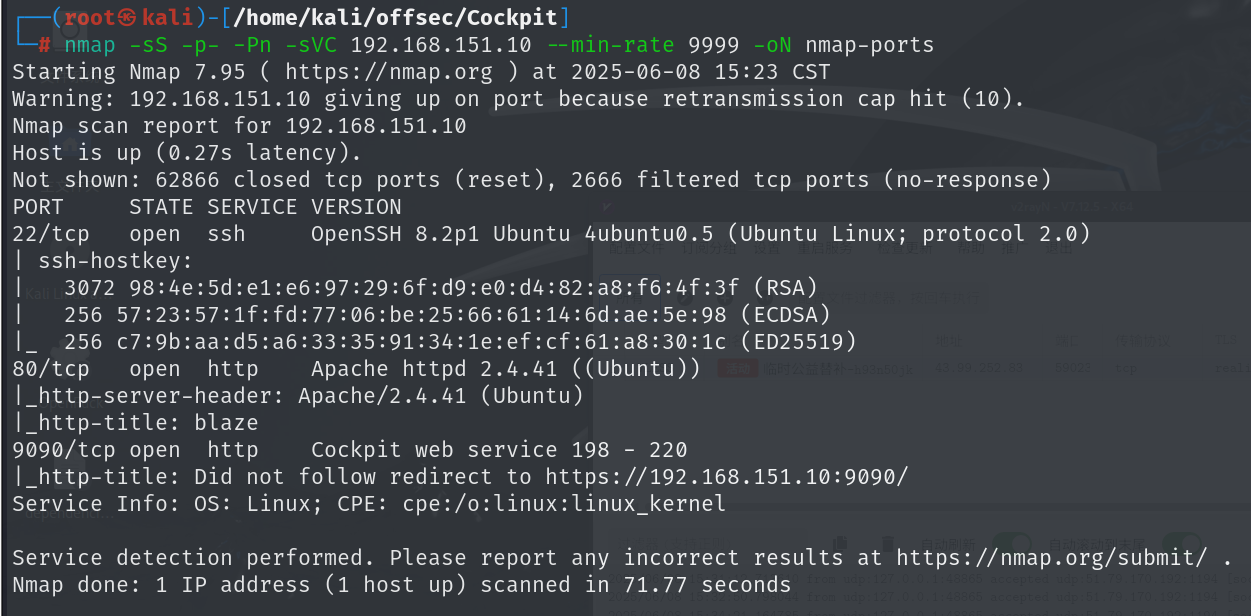 ┌──(root㉿kali)-[/home/kali/offsec/Cockpit]
└─# nmap -sS -p- -Pn -sVC 192.168.151.10 --min-rate 9999 -oN nmap-ports
Starting Nmap 7.95 ( https://nmap.org ) at 2025-06-08 15:23 CST
Warning: 192.168.151.10 giving up on port because retransmission cap hit (10).
Nmap scan report for 192.168.151.10
Host is up (0.27s latency).
Not shown: 62866 closed tcp ports (reset), 2666 filtered tcp ports (no-response)
PORT     STATE SERVICE VERSION
22/tcp   open  ssh     OpenSSH 8.2p1 Ubuntu 4ubuntu0.5 (Ubuntu Linux; protocol 2.0)
| ssh-hostkey:
|   3072 98:4e:5d:e1:e6:97:29:6f:d9:e0:d4:82:a8:f6:4f:3f (RSA)
|   256 57:23:57:1f:fd:77:06:be:25:66:61:14:6d:ae:5e:98 (ECDSA)
|_  256 c7:9b:aa:d5:a6:33:35:91:34:1e:ef:cf:61:a8:30:1c (ED25519)
80/tcp   open  http    Apache httpd 2.4.41 ((Ubuntu))
|_http-server-header: Apache/2.4.41 (Ubuntu)
|_http-title: blaze
9090/tcp open  http    Cockpit web service 198 - 220
|_http-title: Did not follow redirect to https://192.168.151.10:9090/
Service Info: OS: Linux; CPE: cpe:/o:linux:linux_kernel

Service detection performed. Please report any incorrect results at https://nmap.org/submit/ .
Nmap done: 1 IP address (1 host up) scanned in 71.77 seconds